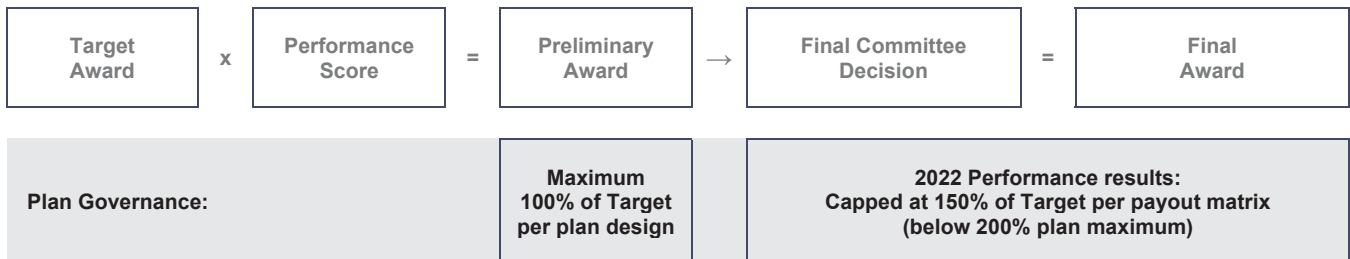 Target
Award
x
Performance
Score
=
Preliminary
Award
→
Final Committee
Decision
=
Final
Award
Plan Governance:
Maximum
100% of Target
per plan design
2022 Performance results:
Capped at 150% of Target per payout matrix
(below 200% plan maximum)